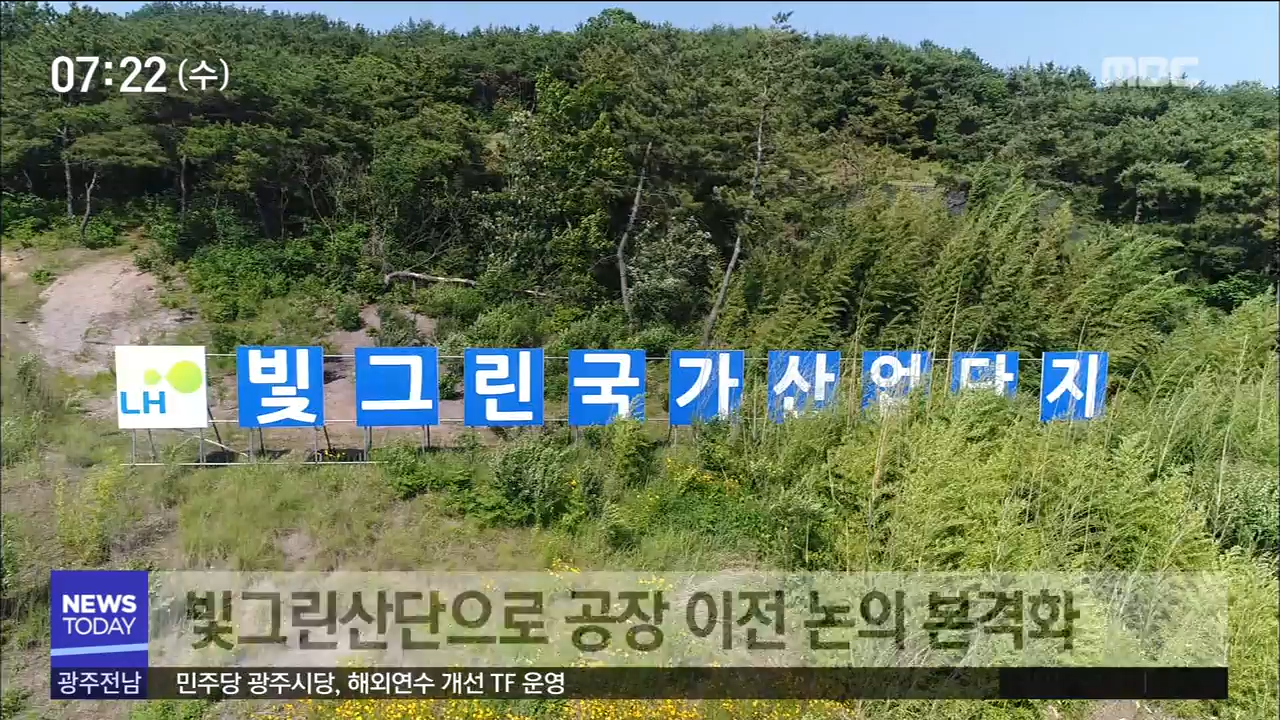 07:22 (수)
MBC
LH 빛그린국가산업단지
빛그린산단으로 공장 이전 논의 본격화
NEWS TODAY
광주전남
민주당 광주시당, 해외연수 개선 TF 운영